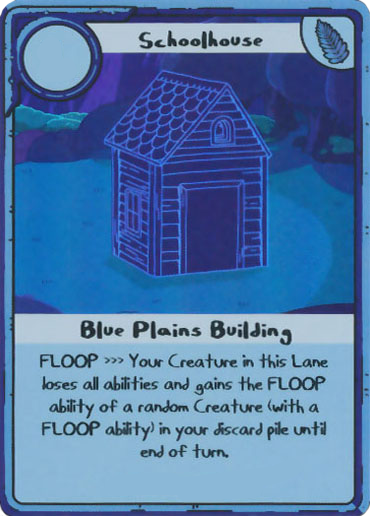 Schoolhouse
Blue Plains Building
FLOOP >>> Your Creature in this Lane
loses all abilities and gains the FLOOP
ability of a random Creature (with a
FLOOP ability) in your discard pile until
end of turn.